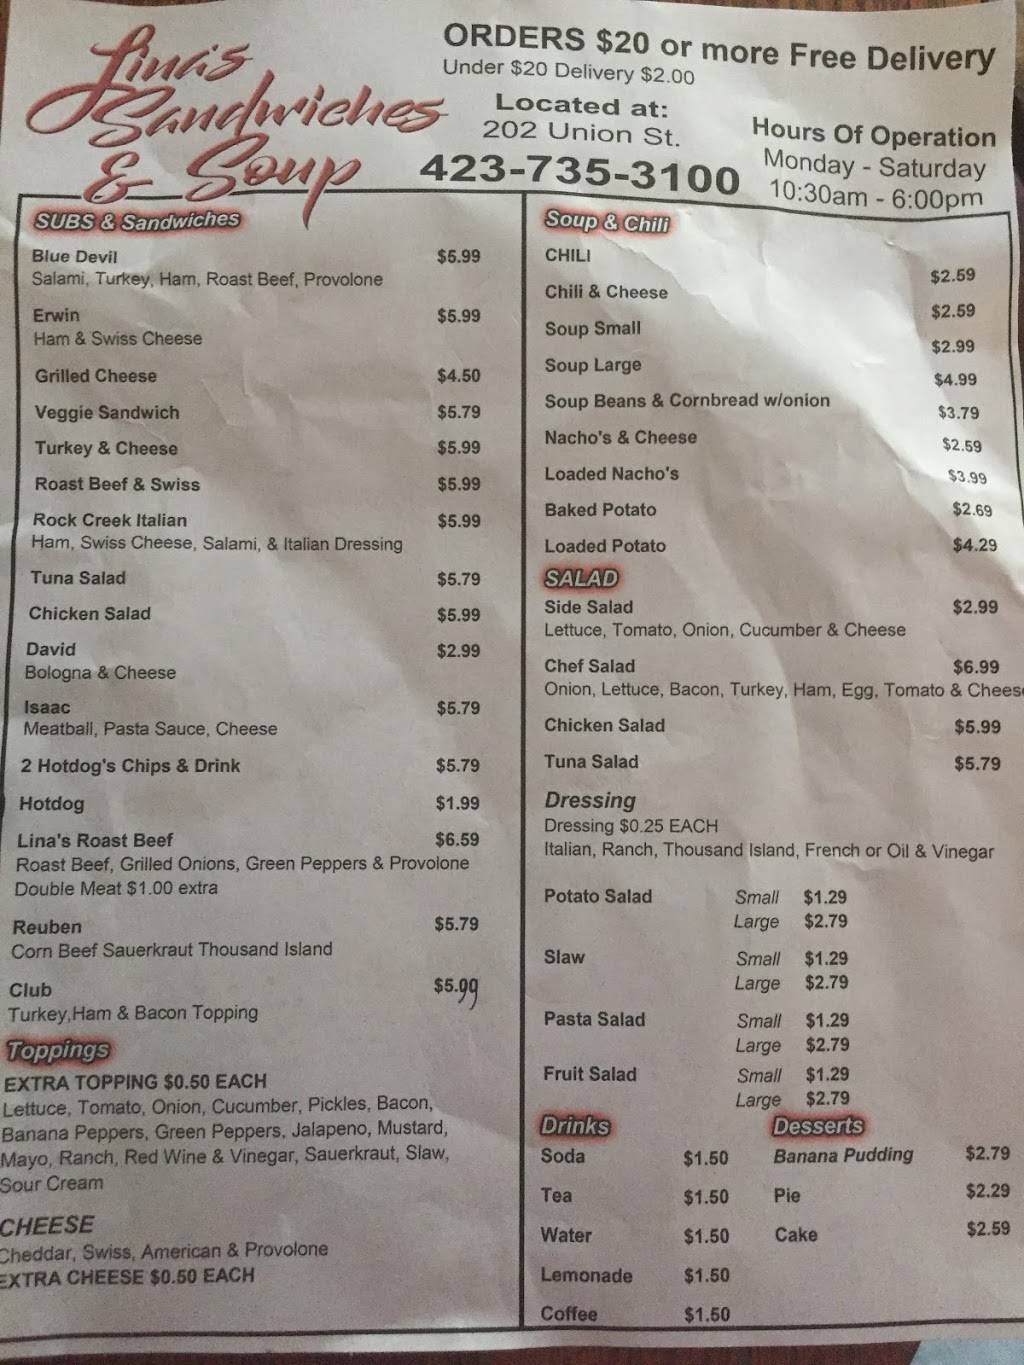 Lina's
Sandwiches
& Soup
ORDERS $20 or more Free Delivery
Under $20 Delivery $2.00
Located at:
202 Union St.
423-735-3100
Hours Of Operation
Monday - Saturday
10:30am - 6:00pm
SUBS & Sandwiches
Blue Devil $5.99
Salami, Turkey, Ham, Roast Beef, Provolone
Erwin $5.99
Ham & Swiss Cheese
Grilled Cheese $4.50
Veggie Sandwich $5.79
Turkey & Cheese $5.99
Roast Beef & Swiss $5.99
Rock Creek Italian $5.99
Ham, Swiss Cheese, Salami, & Italian Dressing
Tuna Salad $5.79
Chicken Salad $5.99
David $2.99
Bologna & Cheese
Isaac $5.79
Meatball, Pasta Sauce, Cheese
2 Hotdog's Chips & Drink $5.79
Hotdog $1.99
Lina's Roast Beef $6.59
Roast Beef, Grilled Onions, Green Peppers & Provolone
Double Meat $1.00 extra
Reuben $5.79
Corn Beef Sauerkraut Thousand Island
Club $5.99
Turkey,Ham & Bacon Topping
Toppings
EXTRA TOPPING $0.50 EACH
Lettuce, Tomato, Onion, Cucumber, Pickles, Bacon,
Banana Peppers, Green Peppers, Jalapeno, Mustard,
Mayo, Ranch, Red Wine & Vinegar, Sauerkraut, Slaw,
Sour Cream
CHEESE
Cheddar, Swiss, American & Provolone
EXTRA CHEESE $0.50 EACH
Soup & Chili
CHILI $2.59
Chili & Cheese $2.59
Soup Small $2.99
Soup Large $4.99
Soup Beans & Cornbread w/onion $3.79
Nacho's & Cheese $2.59
Loaded Nacho's $3.99
Baked Potato $2.69
Loaded Potato $4.29
SALAD
Side Salad $2.99
Lettuce, Tomato, Onion, Cucumber & Cheese
Chef Salad $6.99
Onion, Lettuce, Bacon, Turkey, Ham, Egg, Tomato & Chees
Chicken Salad $5.99
Tuna Salad $5.79
Dressing
Dressing $0.25 EACH
Italian, Ranch, Thousand Island, French or Oil & Vinegar
Potato Salad Small $1.29
Large $2.79
Slaw Small $1.29
Large $2.79
Pasta Salad Small $1.29
Large $2.79
Fruit Salad Small $1.29
Large $2.79
Drinks
Soda $1.50
Tea $1.50
Water $1.50
Lemonade $1.50
Coffee $1.50
Desserts
Banana Pudding $2.79
Pie $2.29
Cake $2.59